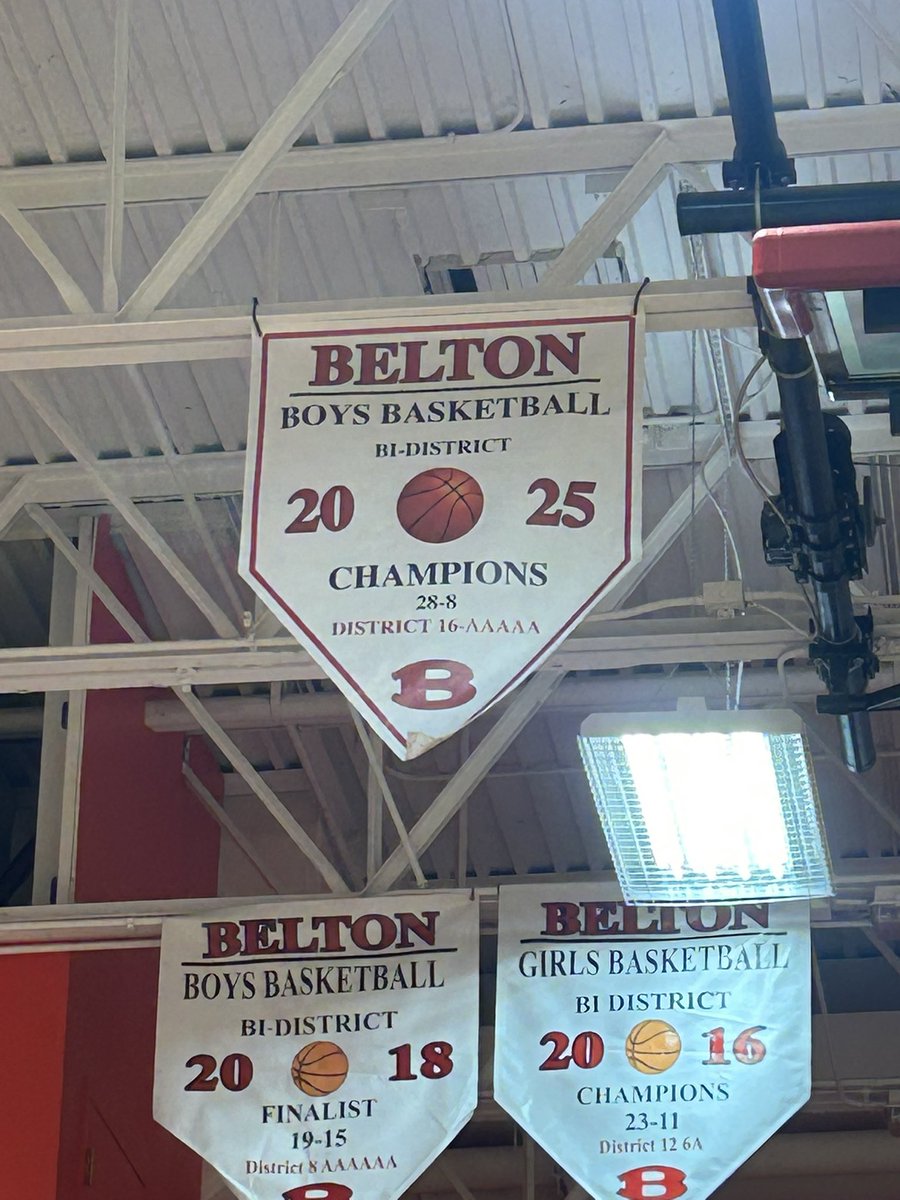 BELTON
BOYS BASKETBALL
BI-DISTRICT
20 25
CHAMPIONS
28-8
DISTRICT 16-AAAAA
B
BELTON
BOYS BASKETBALL
BI-DISTRICT
20 18
FINALIST
19-15
District 8 AAAAAA
B
BELTON
GIRLS BASKETBALL
BI DISTRICT
20 16
CHAMPIONS
23-11
District 12 6A
B